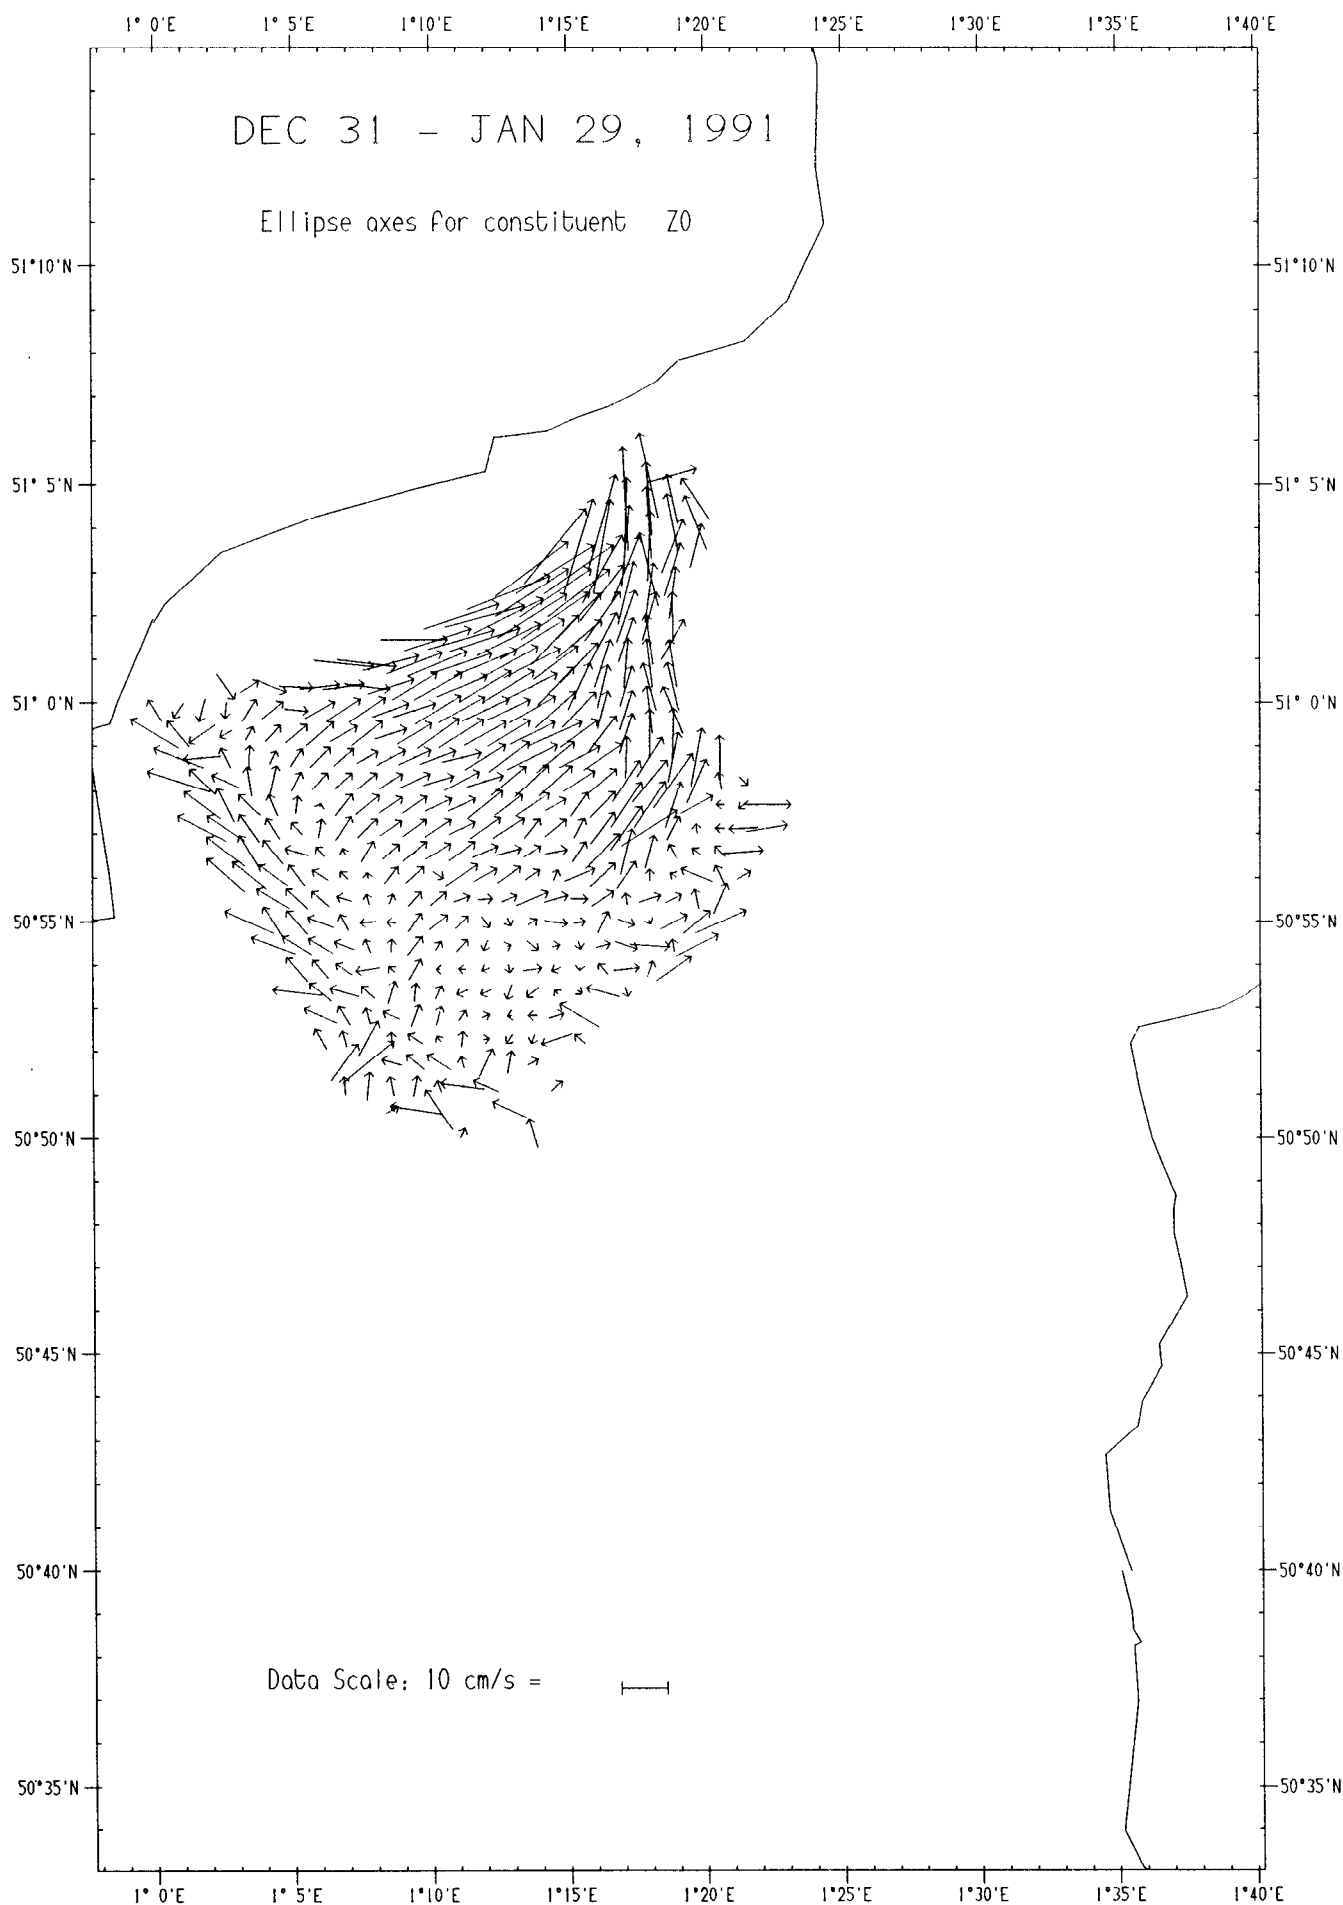 1° 0'E 1° 5'E 1°10'E 1°15'E 1°20'E 1°25'E 1°30'E 1°35'E 1°40'E
DEC 31 – JAN 29, 1991
Ellipse axes for constituent Z0
51°10'N 51°10'N
51° 5'N 51° 5'N
51° 0'N 51° 0'N
50°55'N 50°55'N
50°50'N 50°50'N
50°45'N 50°45'N
50°40'N 50°40'N
Data Scale: 10 cm/s =
50°35'N 50°35'N
1° 0'E 1° 5'E 1°10'E 1°15'E 1°20'E 1°25'E 1°30'E 1°35'E 1°40'E